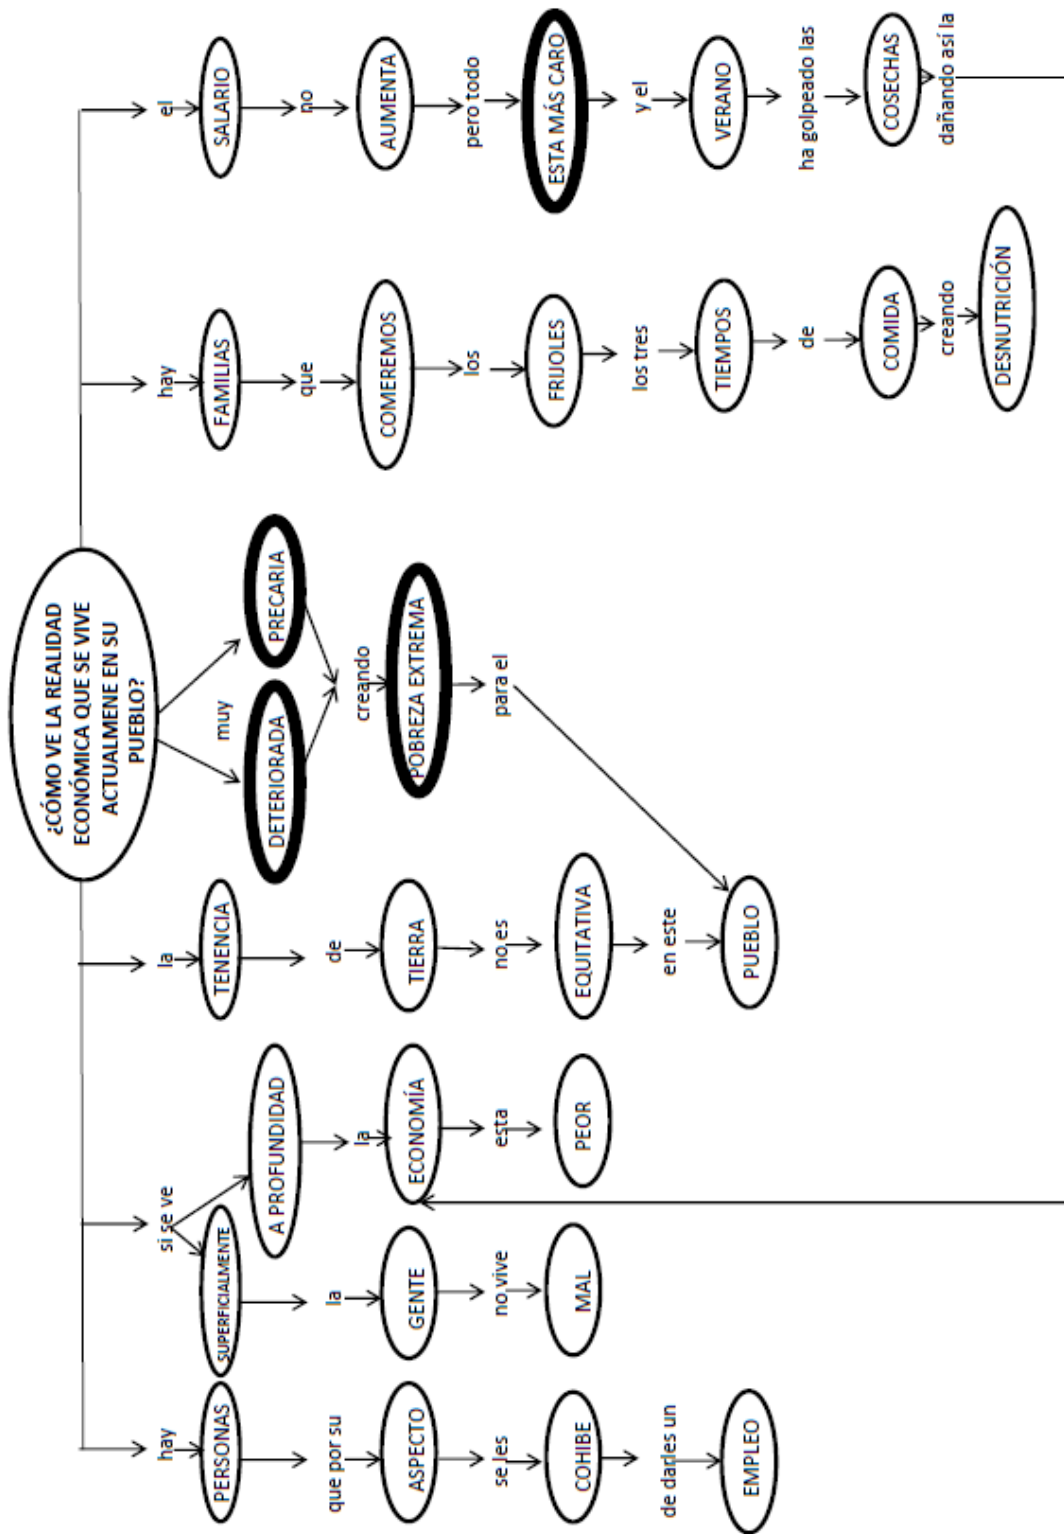 ¿CÓMO VE LA REALIDAD
ECONÓMICA QUE SE VIVE
ACTUALMENE EN SU
PUEBLO?
hay
PERSONAS
que por su
ASPECTO
se les
COHIBE
de darles un
EMPLEO
si se ve
SUPERFICIALMENTE
la
GENTE
no vive
MAL
A PROFUNDIDAD
la
ECONOMÍA
esta
PEOR
la
TENENCIA
de
TIERRA
no es
EQUITATIVA
en este
PUEBLO
muy
DETERIORADA
PRECARIA
creando
POBREZA EXTREMA
para el
hay
FAMILIAS
que
COMEREMOS
los
FRIJOLES
los tres
TIEMPOS
de
COMIDA
creando
DESNUTRICIÓN
el
SALARIO
no
AUMENTA
pero todo
ESTA MÁS CARO
y el
VERANO
ha golpeado las
COSECHAS
dañando así la